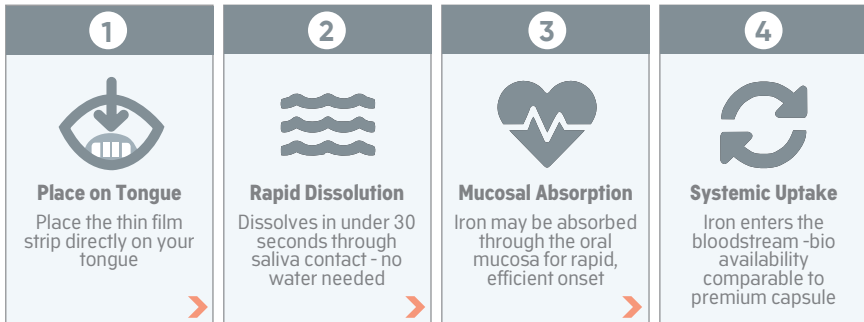 1
Place on Tongue
Place the thin film
strip directly on your
tongue
2
Rapid Dissolution
Dissolves in under 30
seconds through
saliva contact - no
water needed
3
Mucosal Absorption
Iron may be absorbed
through the oral
mucosa for rapid,
efficient onset
4
Systemic Uptake
Iron enters the
bloodstream -bio
availability
comparable to
premium capsule